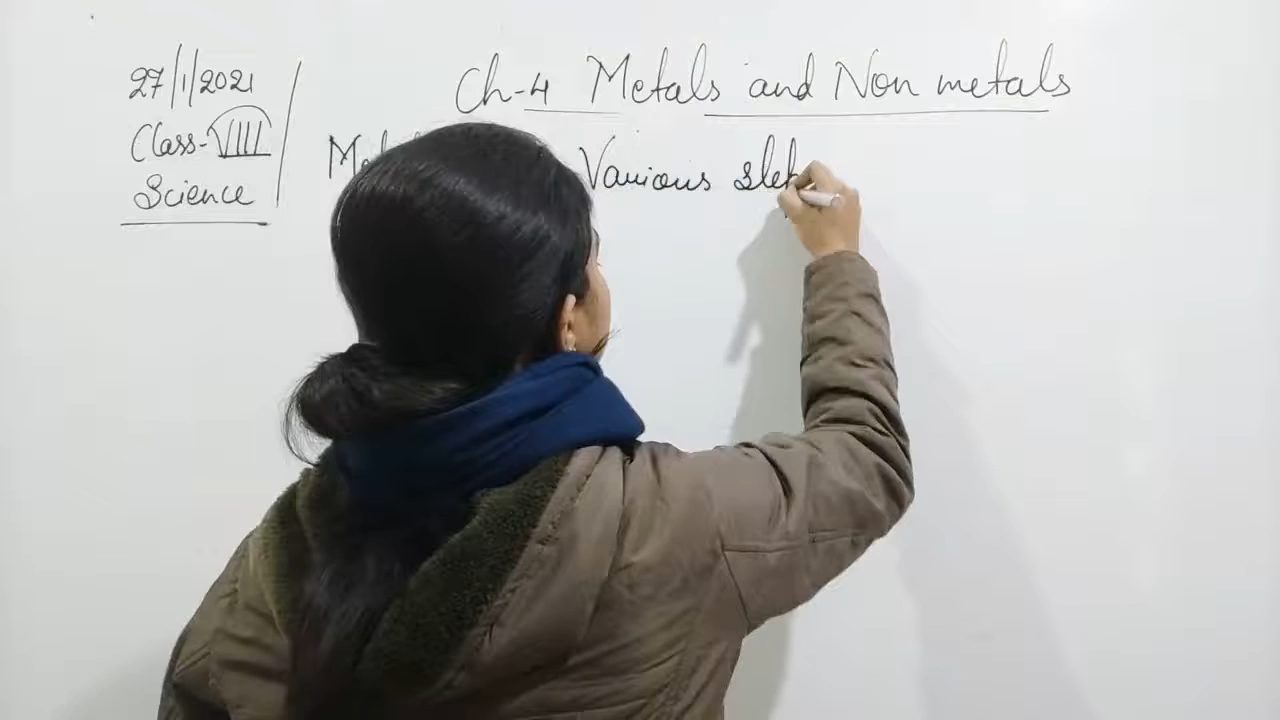 27/1/2021
Class-VIII
Science
Ch-4 Metals and Non metals
Various